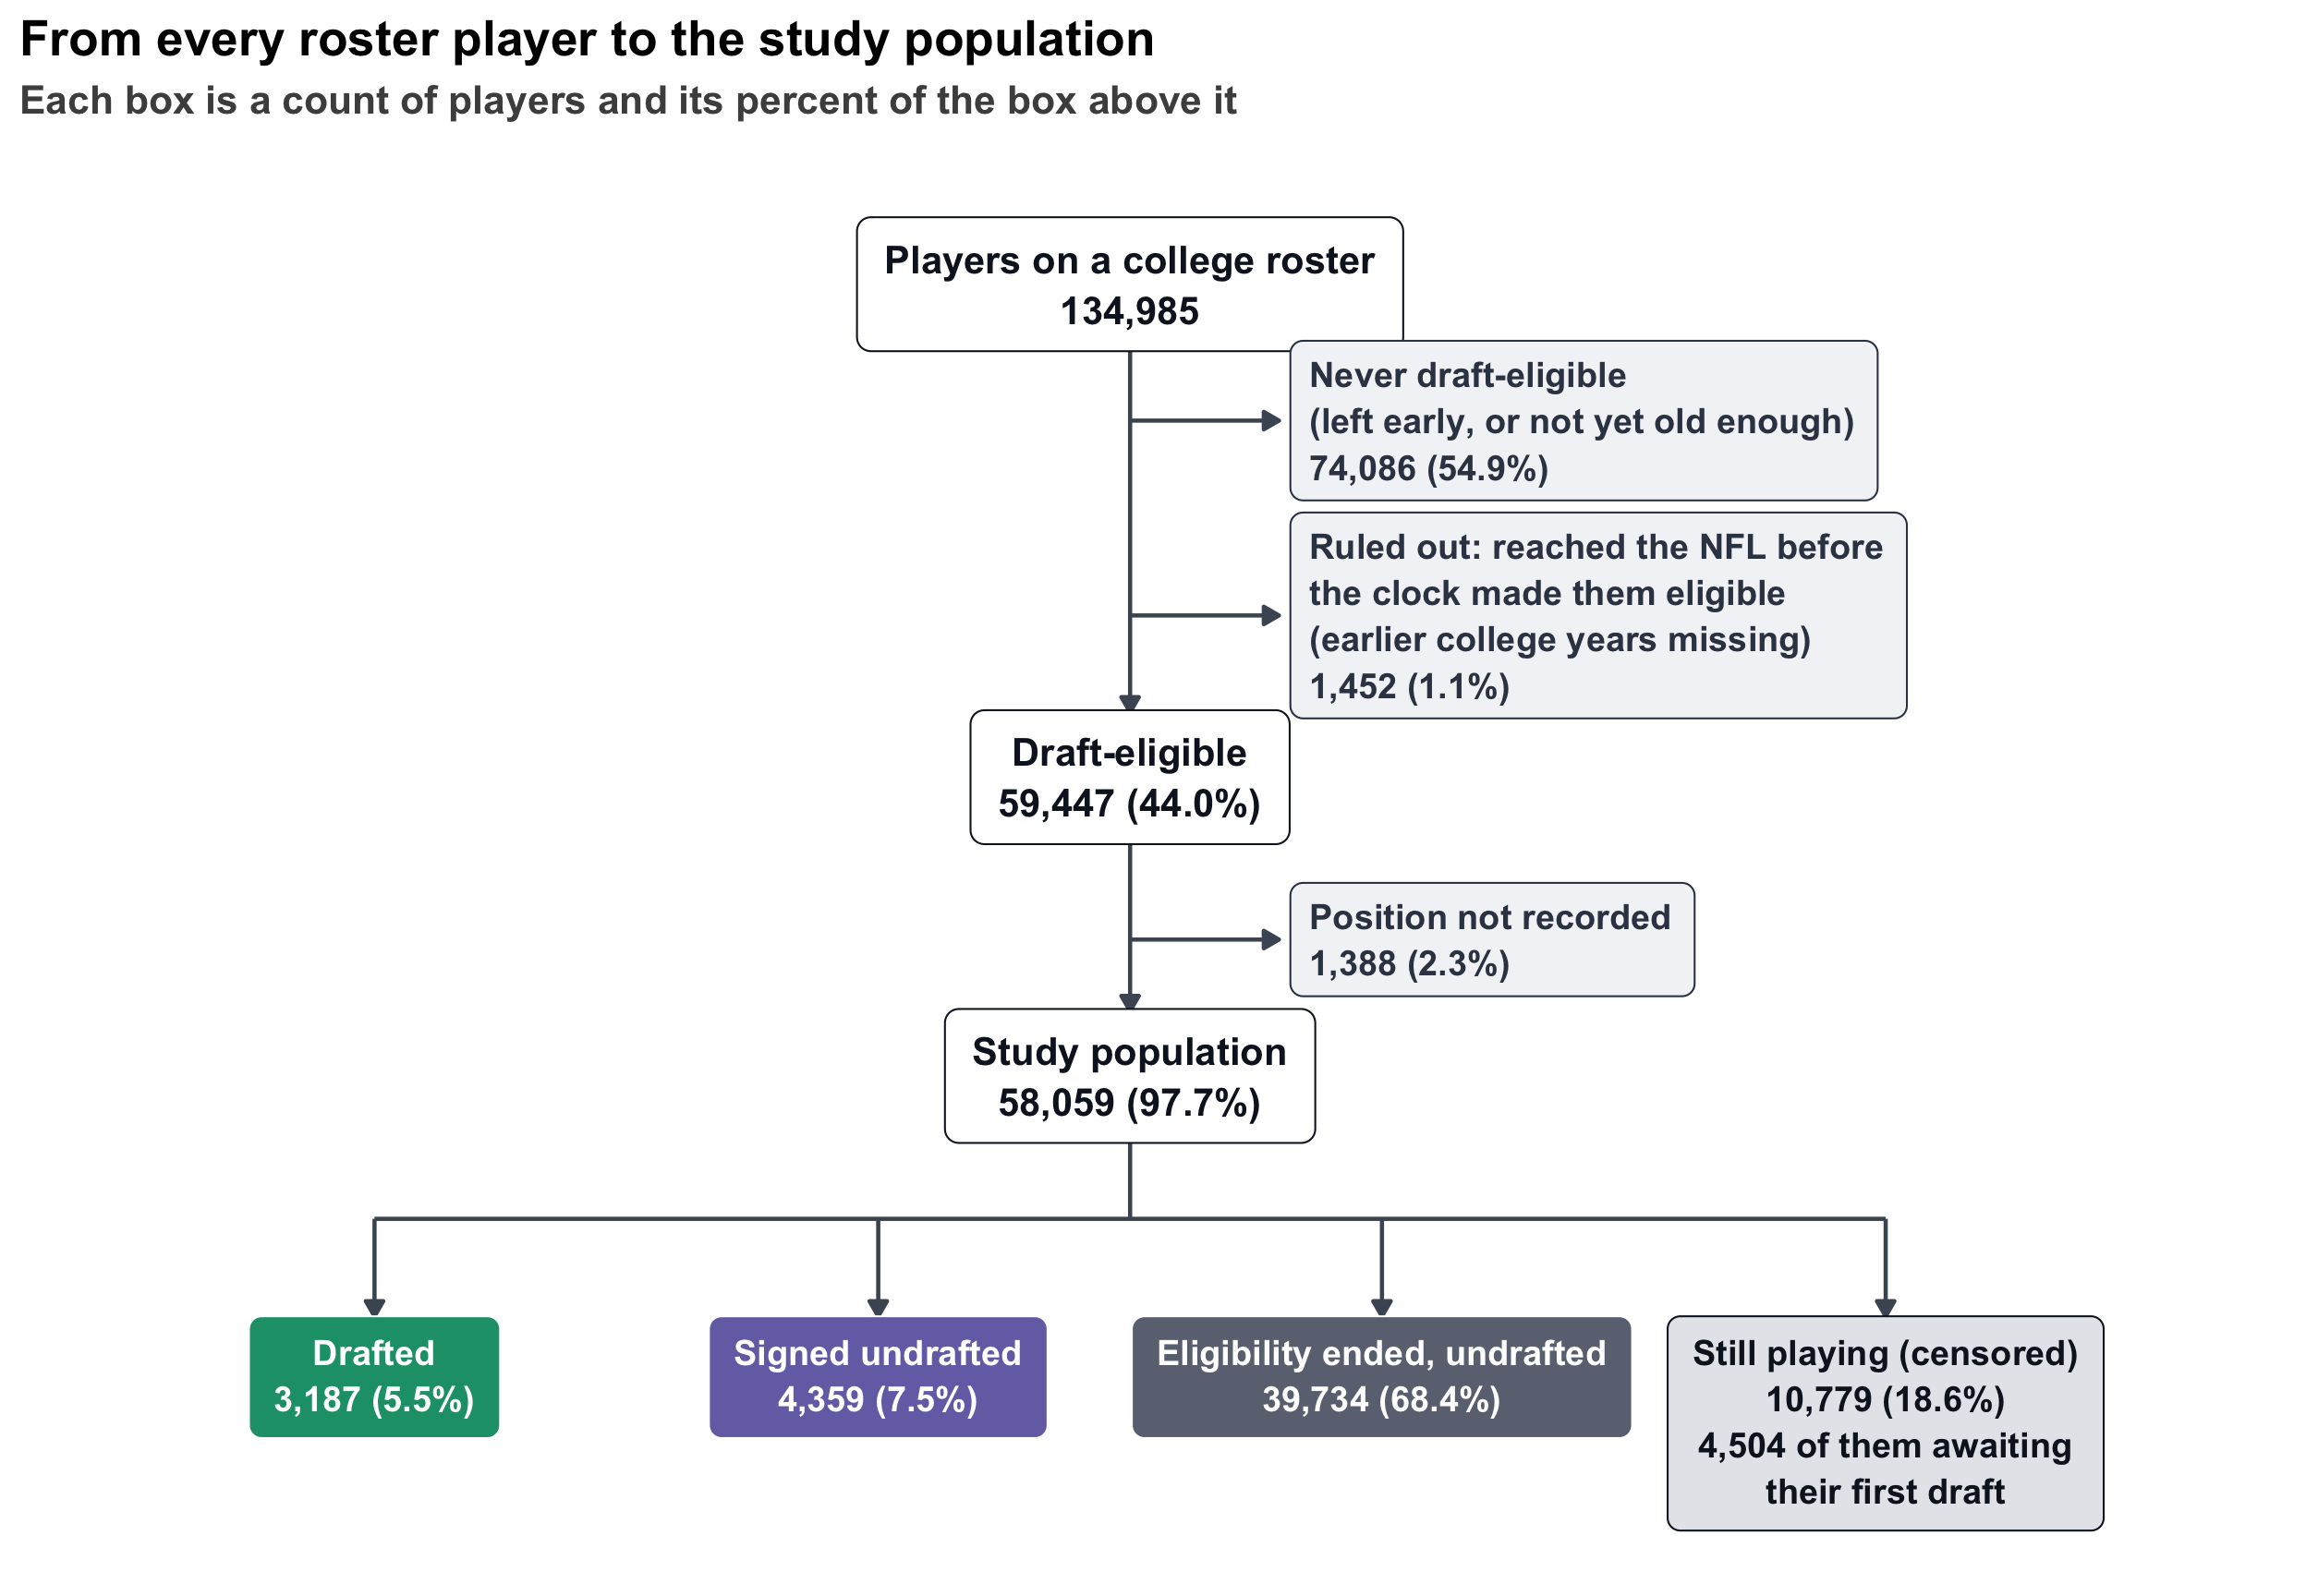 From every roster player to the study population
Each box is a count of players and its percent of the box above it
Players on a college roster
134,985
Never draft-eligible
(left early, or not yet old enough)
74,086 (54.9%)
Ruled out: reached the NFL before
the clock made them eligible
(earlier college years missing)
1,452 (1.1%)
Draft-eligible
59,447 (44.0%)
Position not recorded
1,388 (2.3%)
Study population
58,059 (97.7%)
Drafted
3,187 (5.5%)
Signed undrafted
4,359 (7.5%)
Eligibility ended, undrafted
39,734 (68.4%)
Still playing (censored)
10,779 (18.6%)
4,504 of them awaiting
their first draft